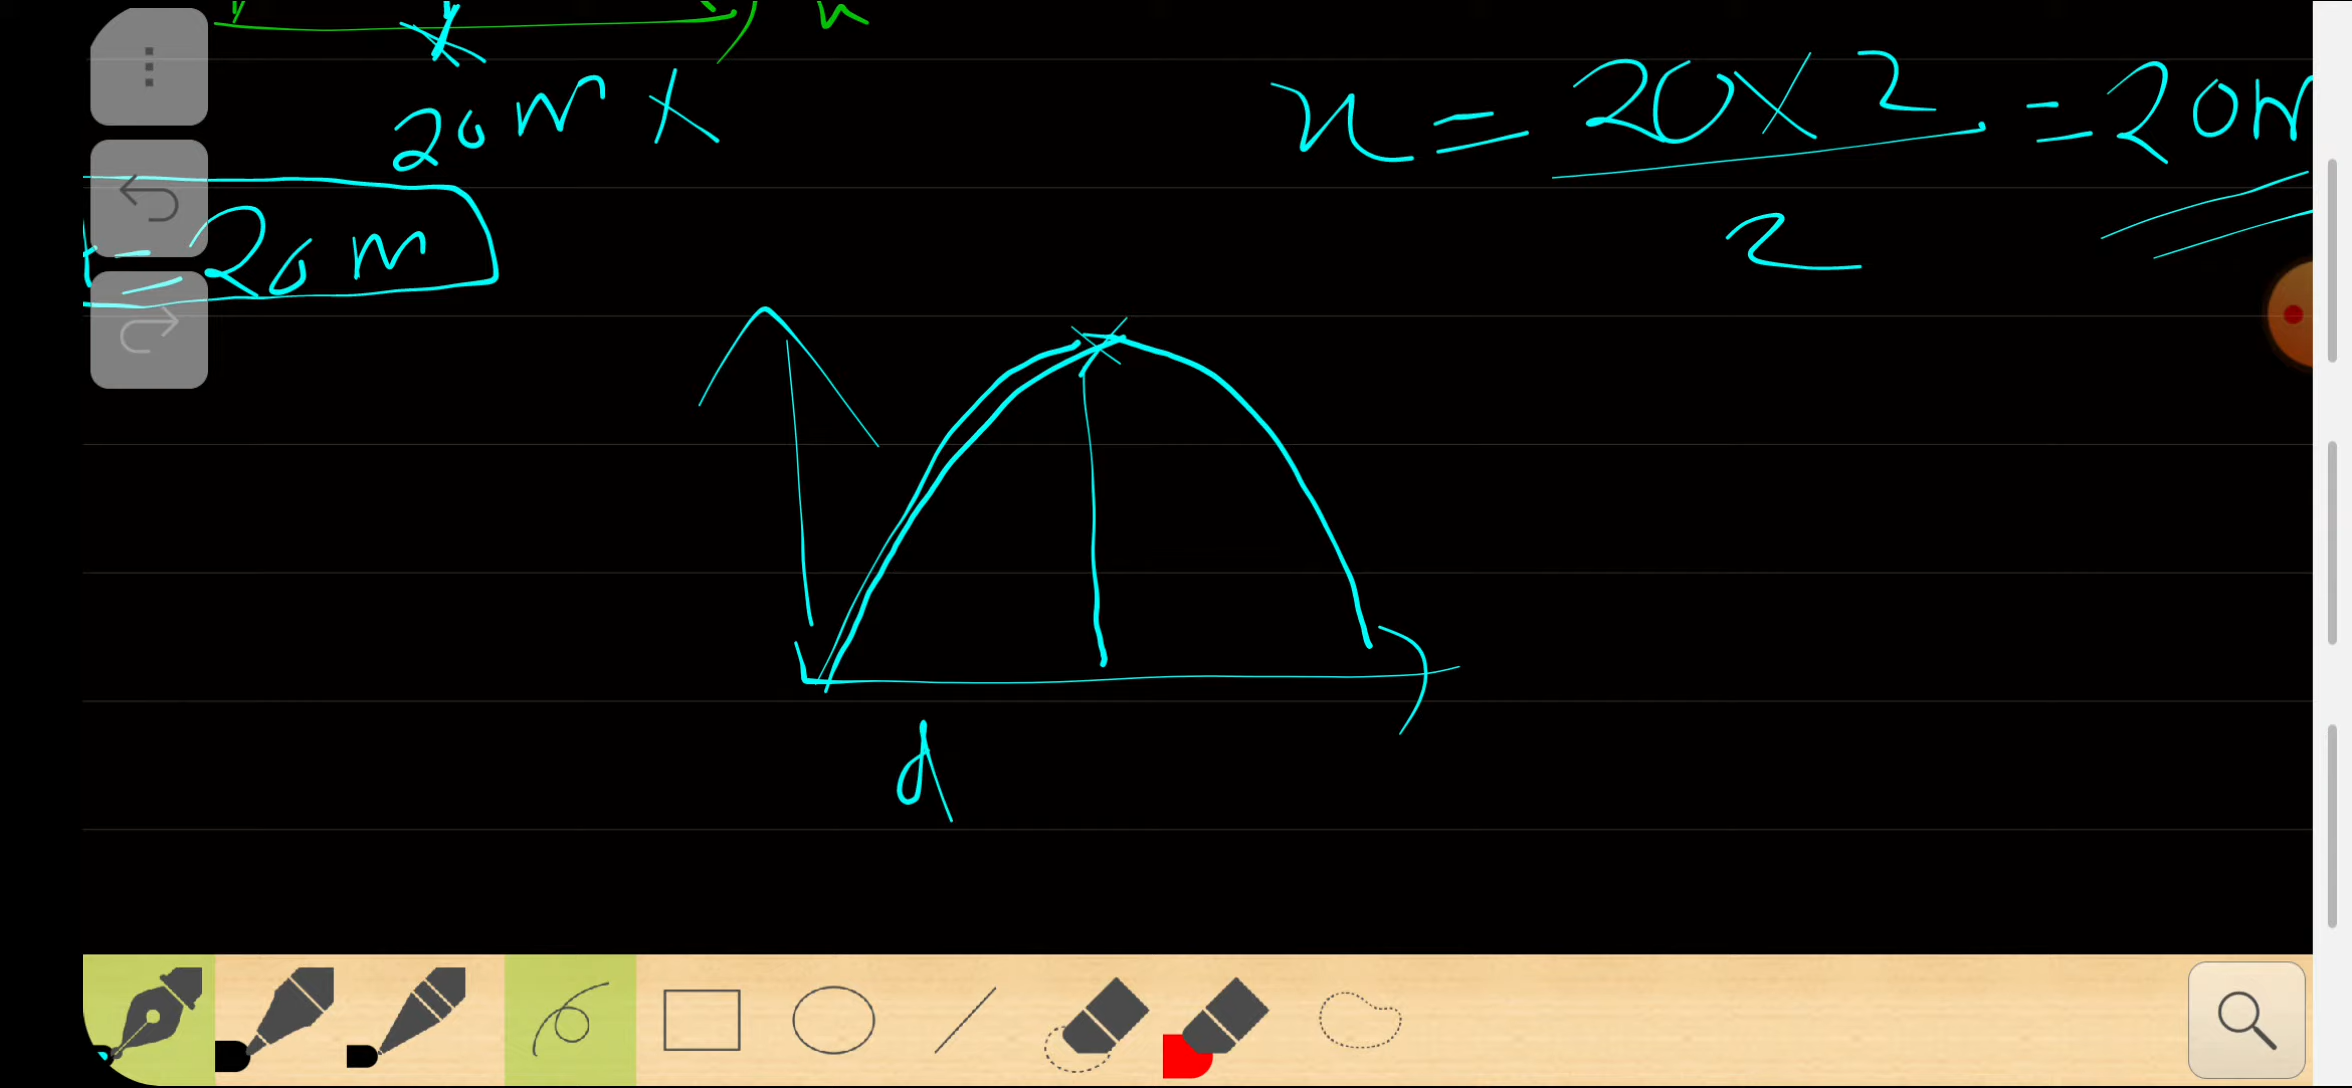 20m
x = 20 x 2 / 2 = 20m
= 20m
d